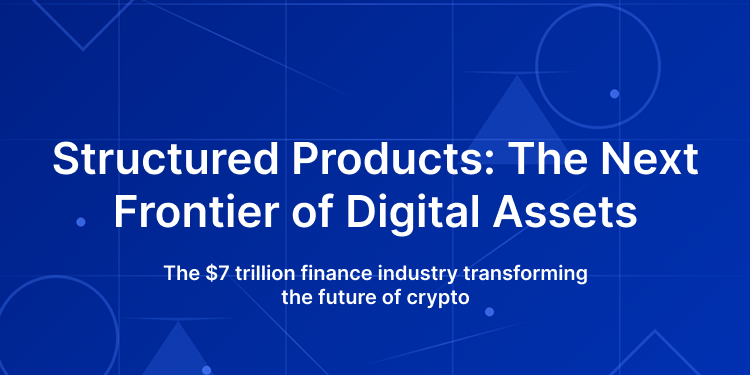 Structured Products: The Next
Frontier of Digital Assets
The $7 trillion finance industry transforming
the future of crypto